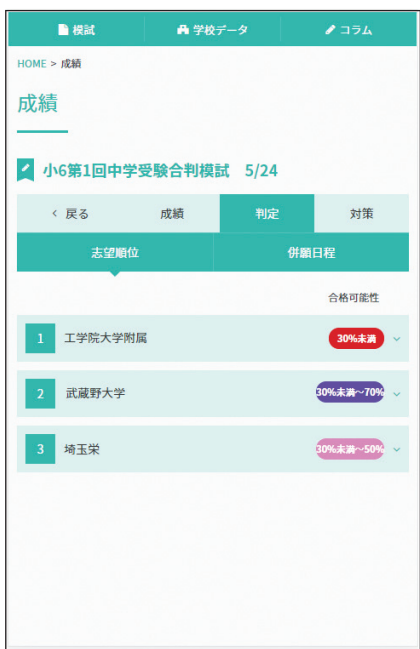 模試 学校データ コラム
HOME > 成績
成績
小6第1回中学受験合判模試 5/24
< 戻る 成績 判定 対策
志望順位 併願日程
合格可能性
1 工学院大学附属 30%未満
2 武蔵野大学 30%未満〜70%
3 埼玉栄 30%未満〜50%